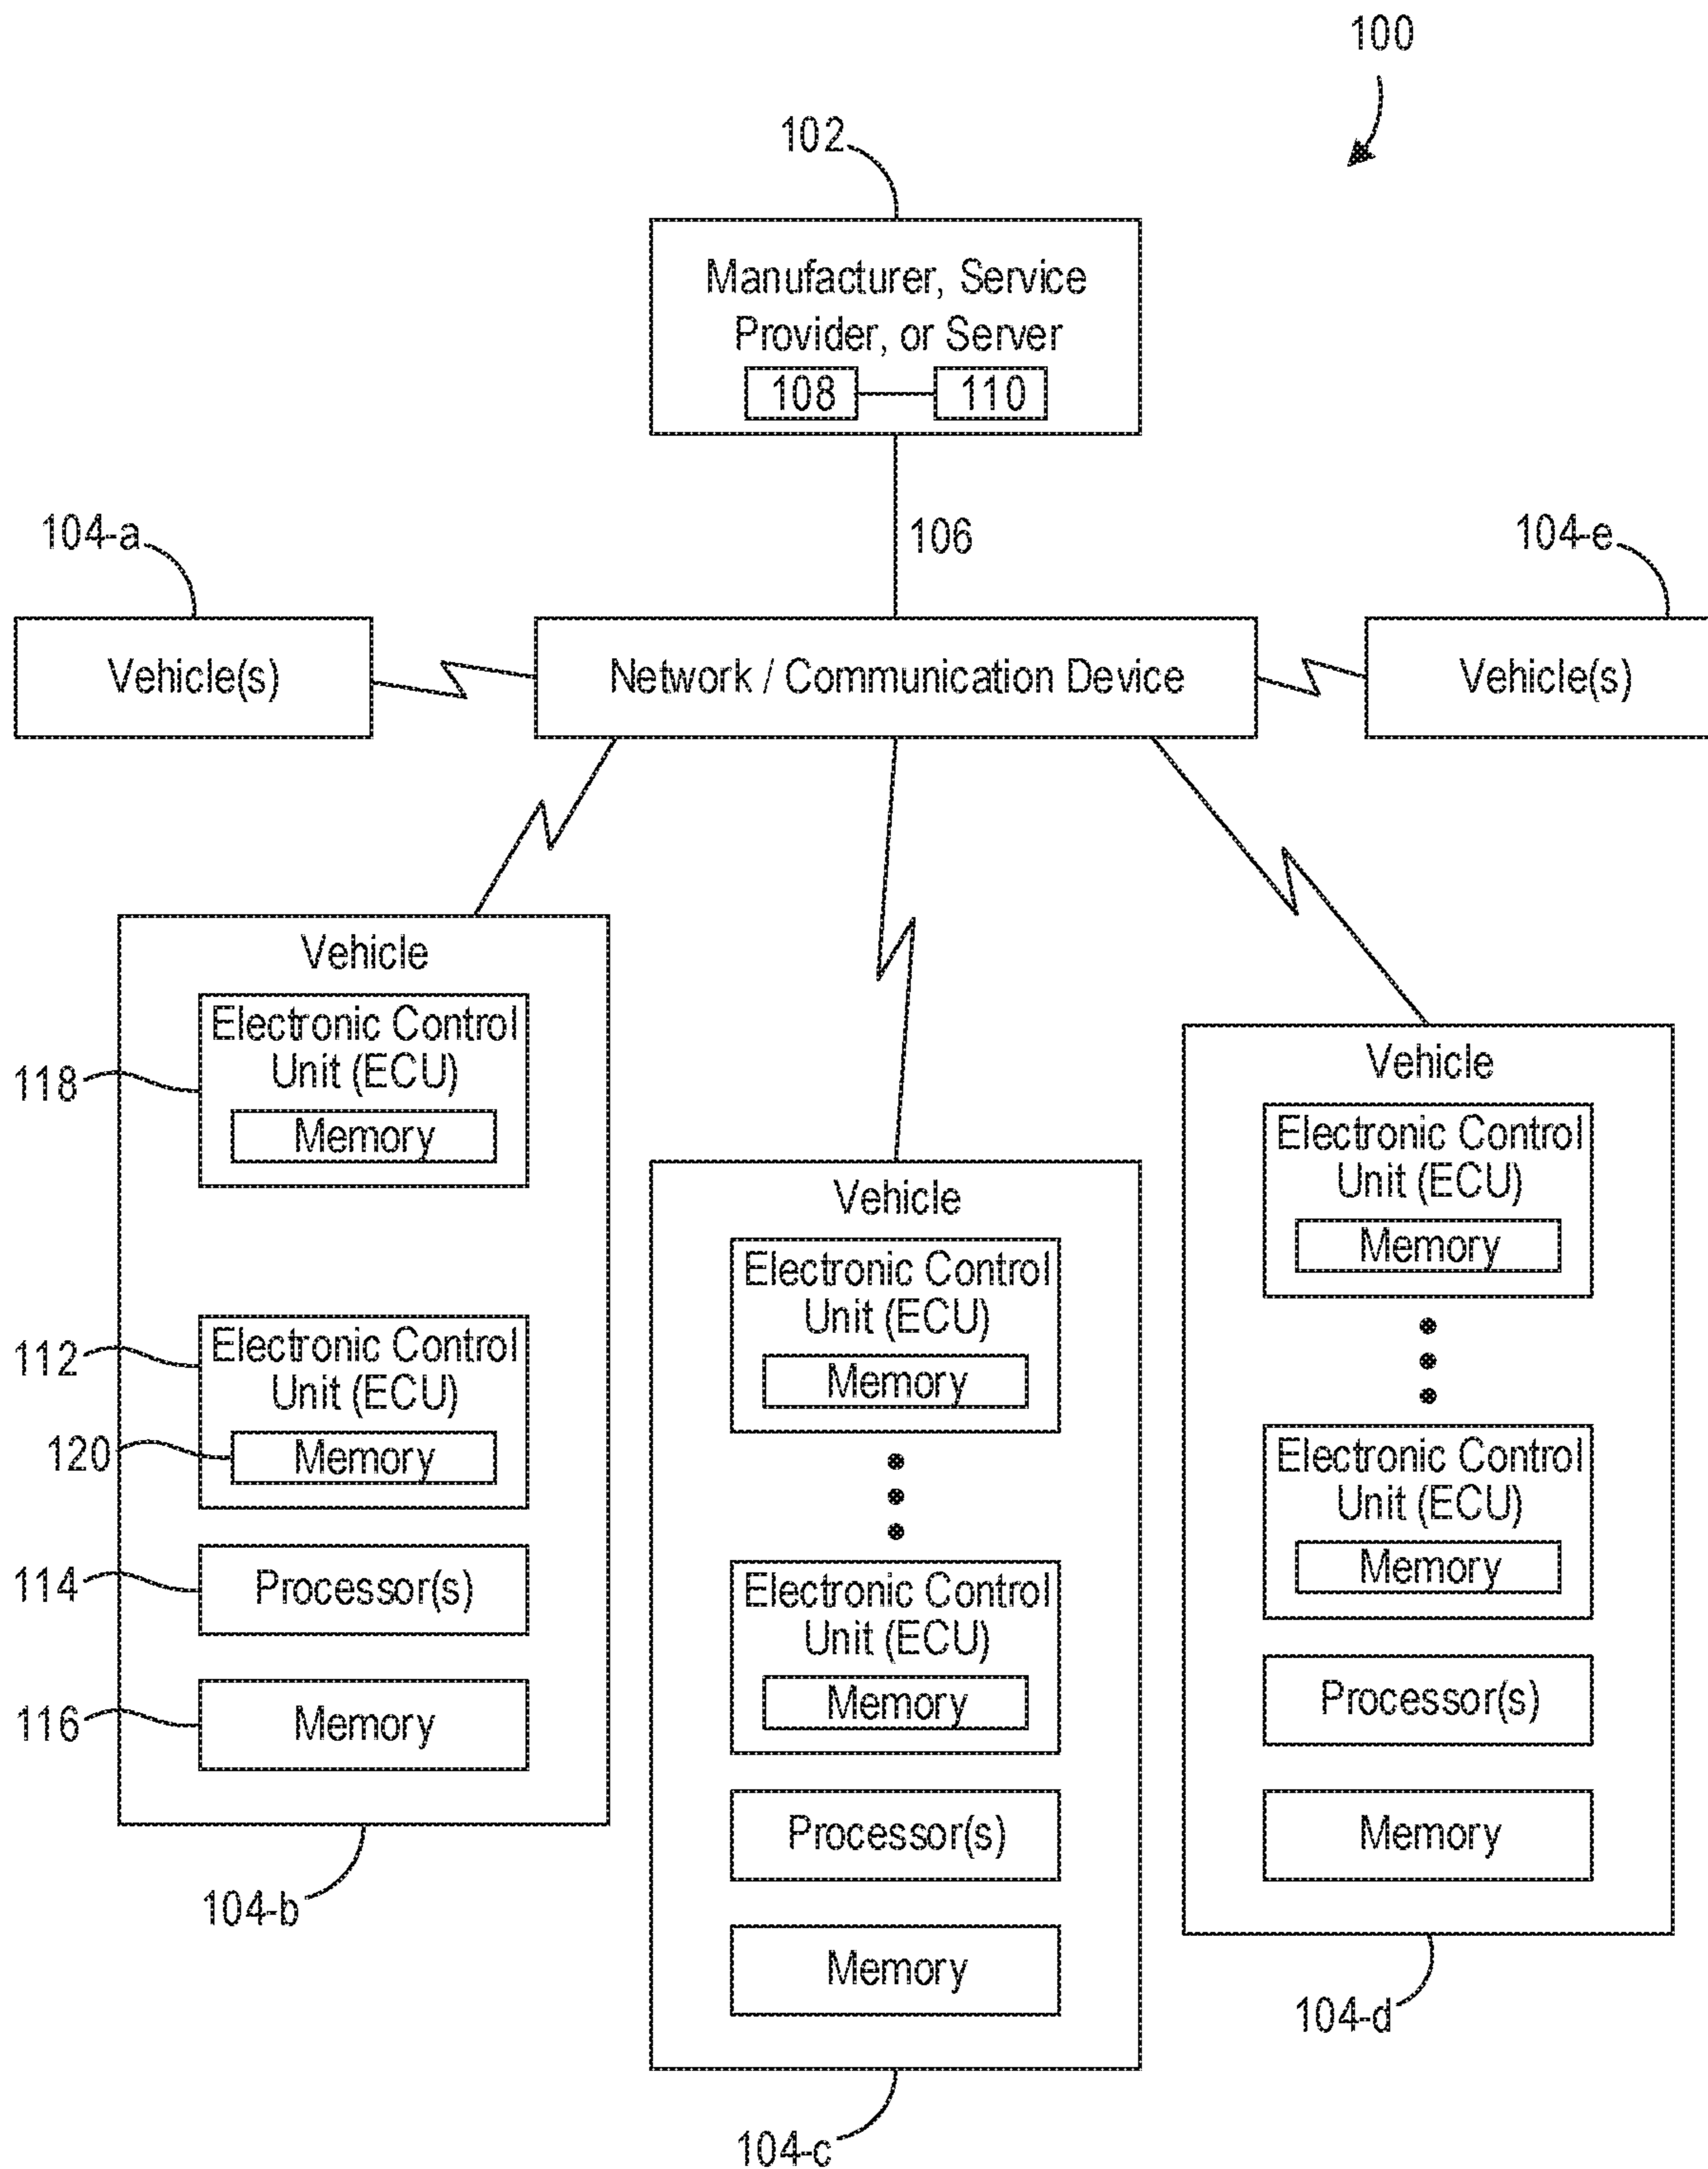 100
102
Manufacturer, Service
Provider, or Server
108
110
106
104-a
104-e
Vehicle(s)
Network / Communication Device
Vehicle(s)
Vehicle
Electronic Control
Unit (ECU)
Memory
118
Electronic Control
Unit (ECU)
Memory
112
120
Processor(s)
114
Memory
116
104-b
Vehicle
Electronic Control
Unit (ECU)
Memory
Electronic Control
Unit (ECU)
Memory
Processor(s)
Memory
104-c
Vehicle
Electronic Control
Unit (ECU)
Memory
Electronic Control
Unit (ECU)
Memory
Processor(s)
Memory
104-d